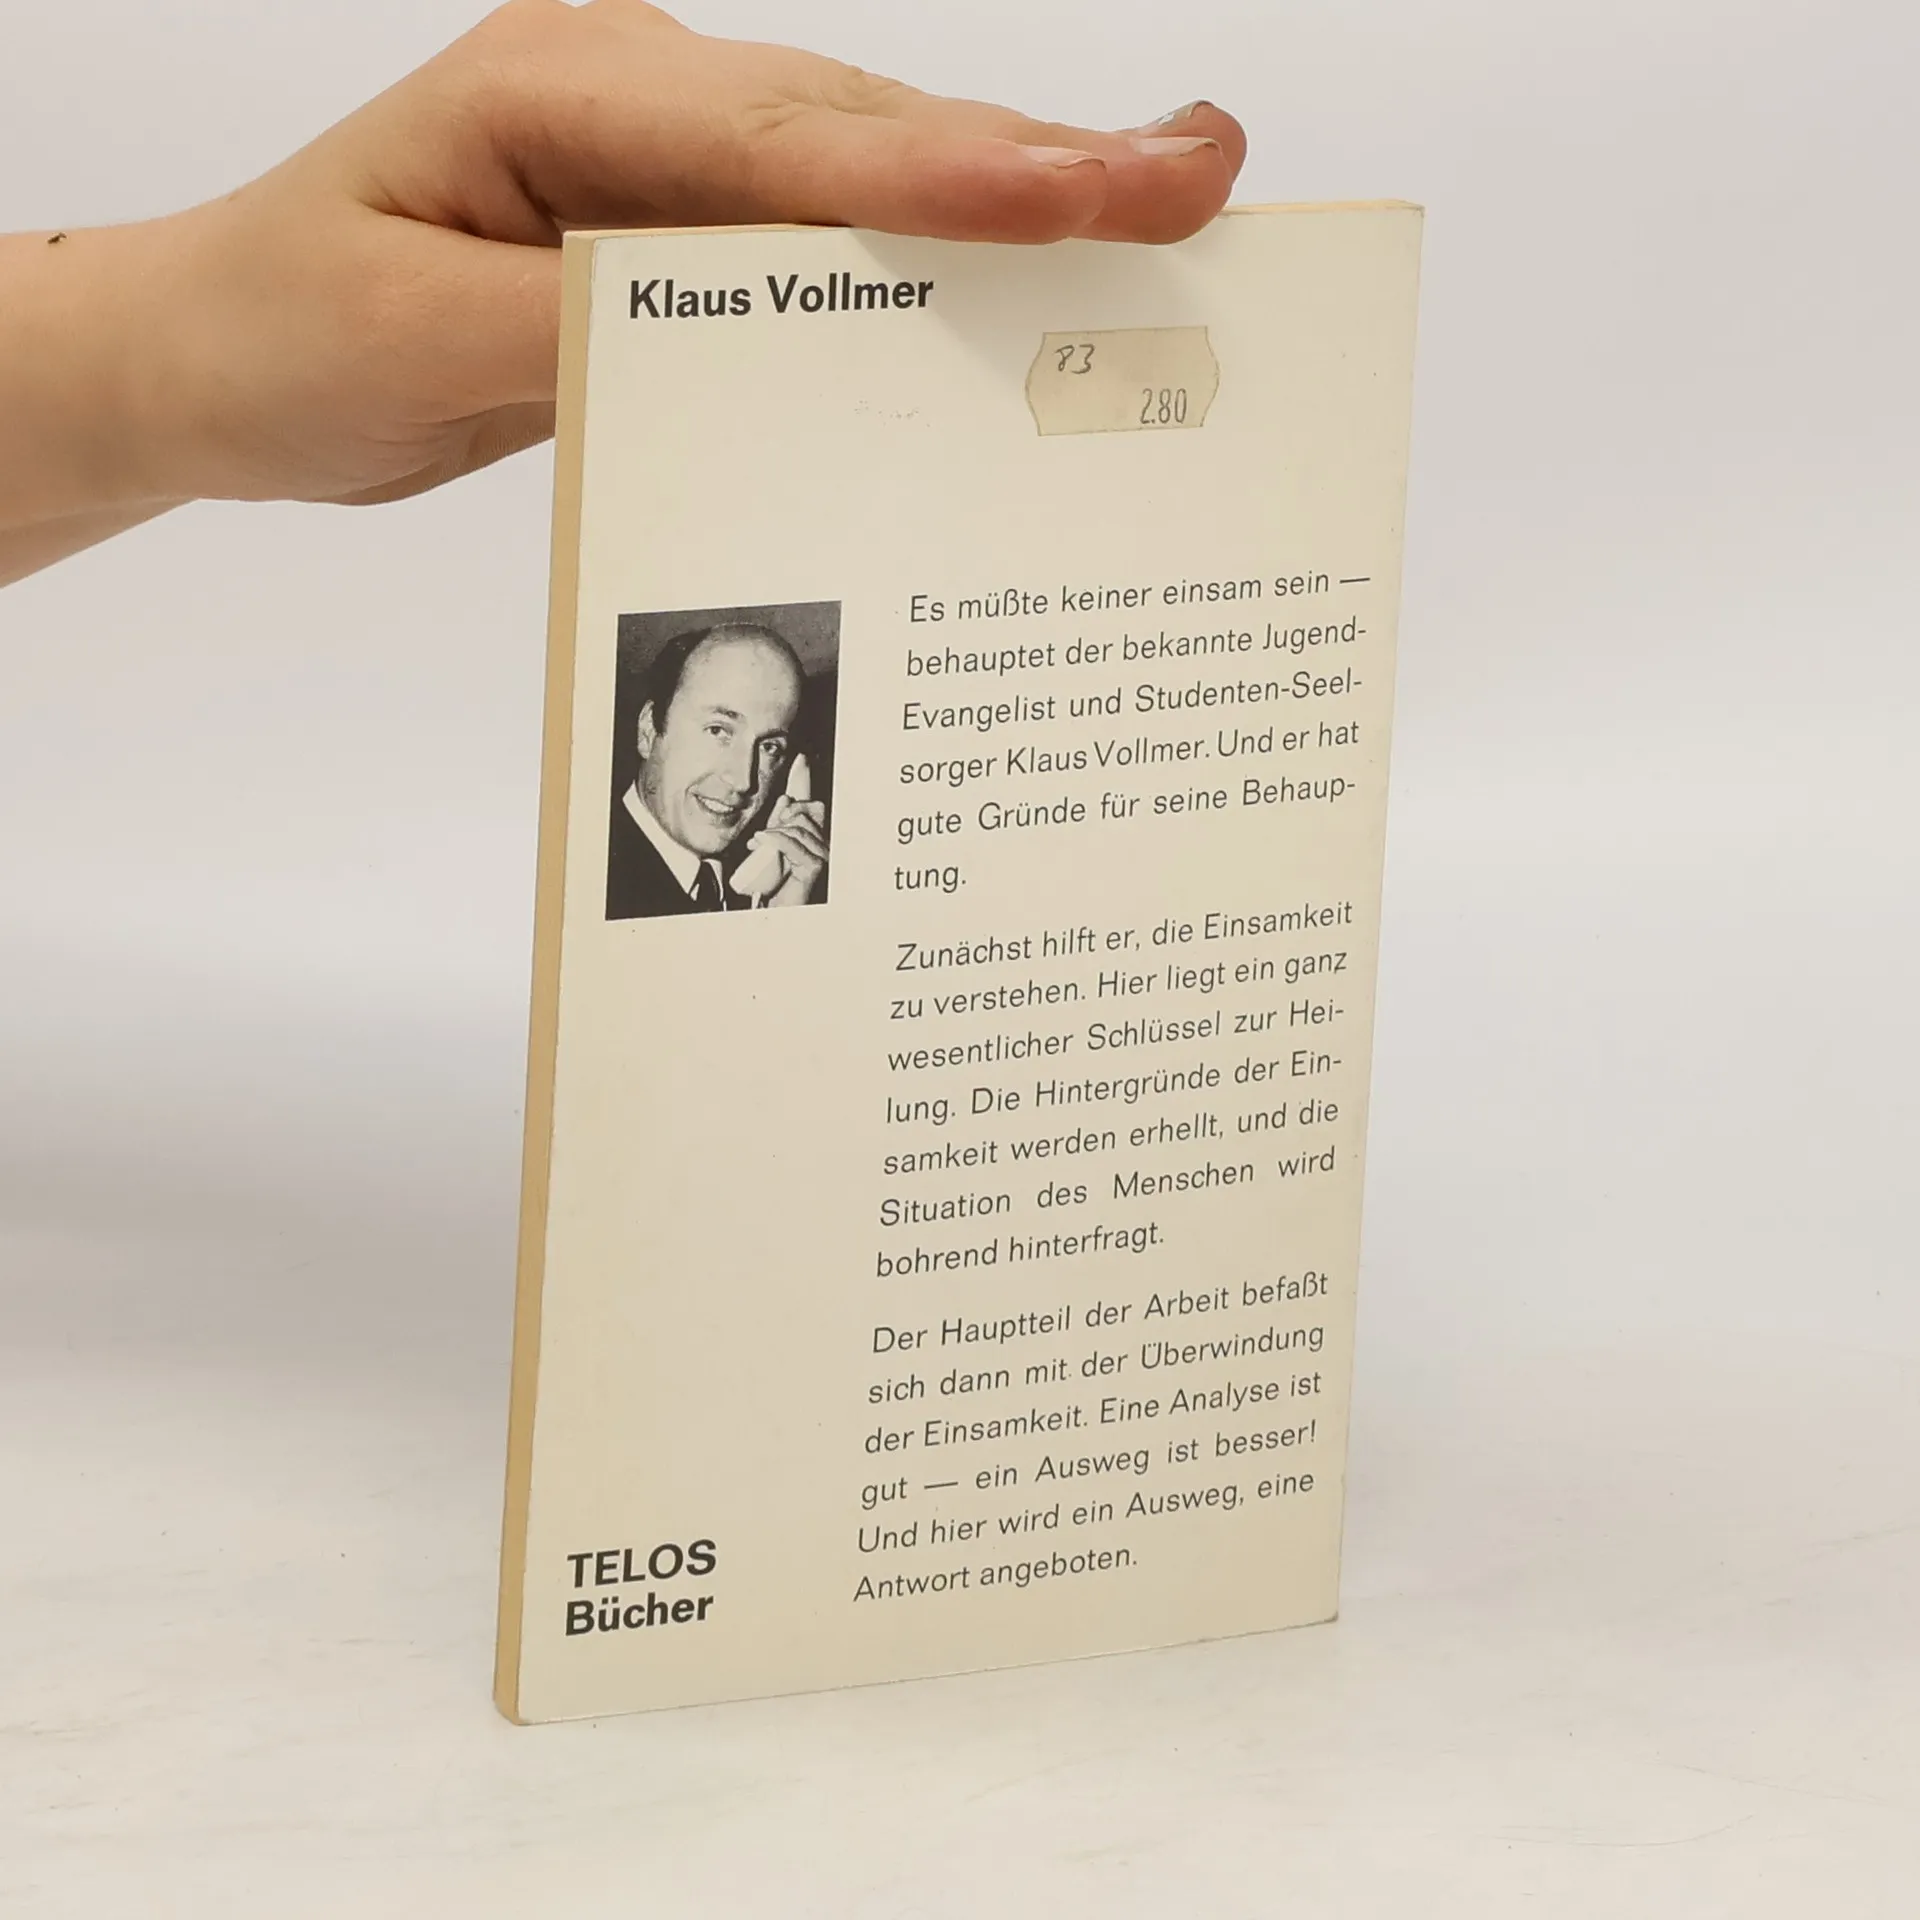 Klaus Vollmer
83
2.80
Es müßte keiner einsam sein —
behauptet der bekannte Jugend-
Evangelist und Studenten-Seel-
sorger Klaus Vollmer. Und er hat
gute Gründe für seine Behaup-
tung.
Zunächst hilft er, die Einsamkeit
zu verstehen. Hier liegt ein ganz
wesentlicher Schlüssel zur Hei-
lung. Die Hintergründe der Ein-
samkeit werden erhellt, und die
Situation des Menschen wird
bohrend hinterfragt.
Der Hauptteil der Arbeit befaßt
sich dann mit der Überwindung
der Einsamkeit. Eine Analyse ist
gut — ein Ausweg ist besser!
Und hier wird ein Ausweg, eine
Antwort angeboten.
TELOS
Bücher